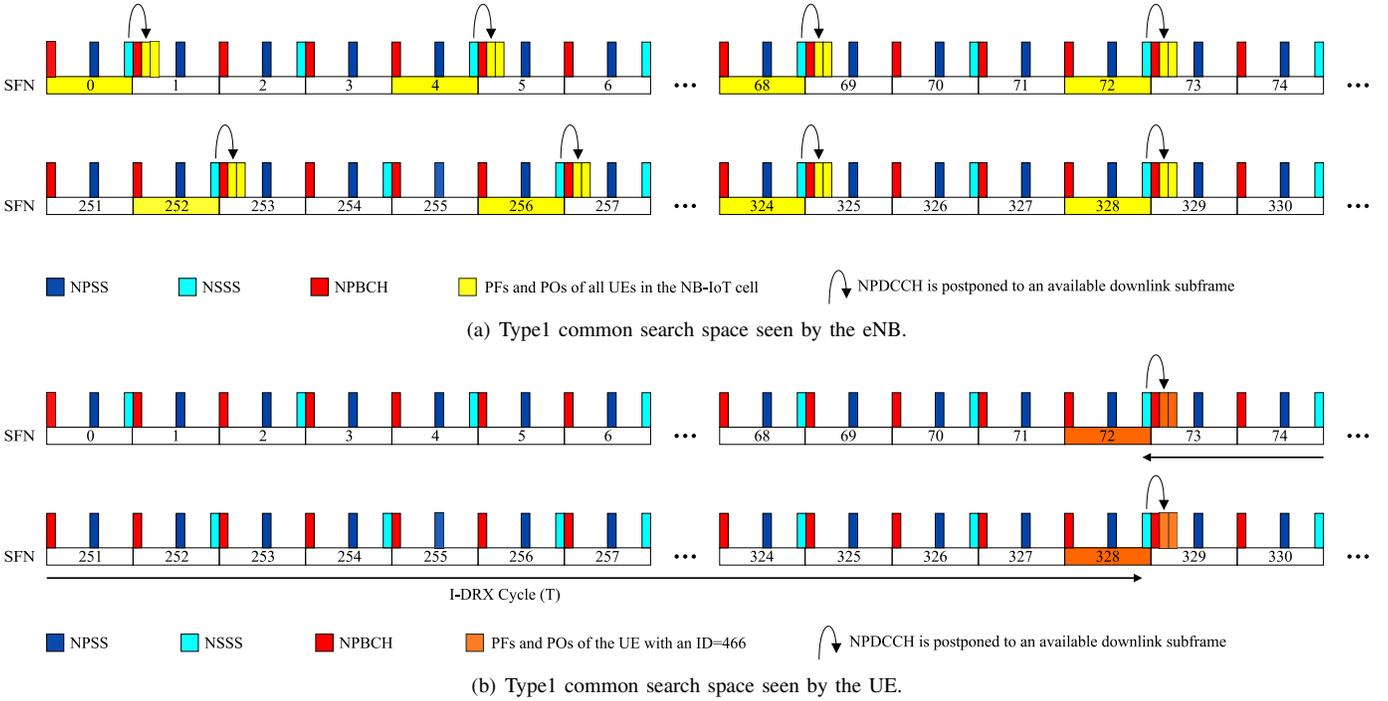 SFN 0 1 2 3 4 5 6 ... 68 69 70 71 72 73 74 ...
SFN 251 252 253 254 255 256 257 ... 324 325 326 327 328 329 330 ...
NPSS NSSS NPBCH PFs and POs of all UEs in the NB-IoT cell NPDCCH is postponed to an available downlink subframe
(a) Type1 common search space seen by the eNB.
SFN 0 1 2 3 4 5 6 ... 68 69 70 71 72 73 74 ...
SFN 251 252 253 254 255 256 257 ... 324 325 326 327 328 329 330 ...
I-DRX Cycle (T)
NPSS NSSS NPBCH PFs and POs of the UE with an ID=466 NPDCCH is postponed to an available downlink subframe
(b) Type1 common search space seen by the UE.